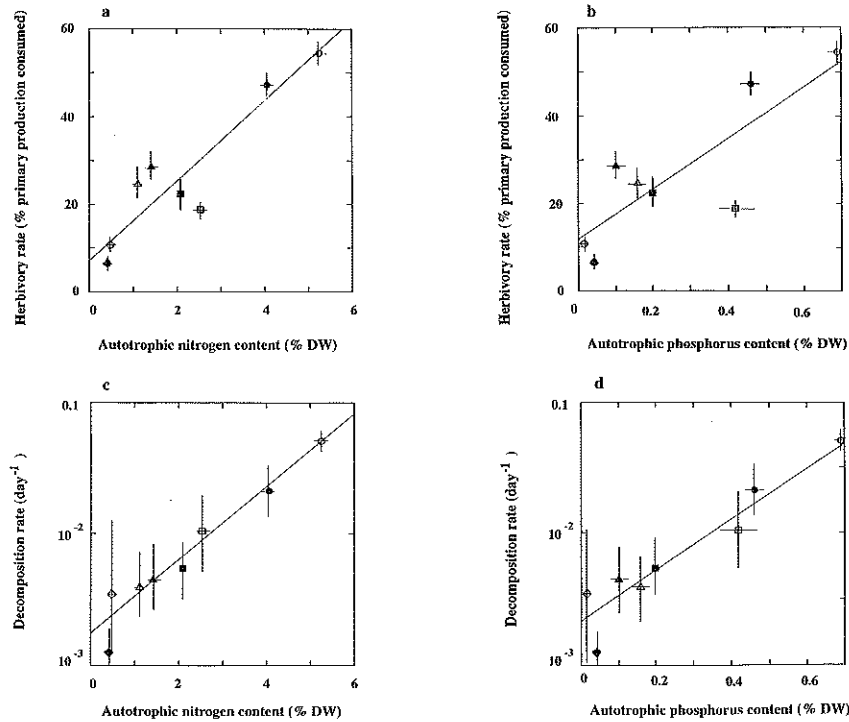 a
60
40
20
0
Herbivory rate (% primary production consumed)
0 2 4 6
Autotrophic nitrogen content (% DW)
b
60
40
20
0
Herbivory rate (% primary production consumed)
0 0.2 0.4 0.6
Autotrophic phosphorus content (% DW)
c
0.1
10⁻²
10⁻³
Decomposition rate (day⁻¹)
0 2 4 6
Autotrophic nitrogen content (% DW)
d
0.1
10⁻²
10⁻³
Decomposition rate (day⁻¹)
0 0.2 0.4 0.6
Autotrophic phosphorus content (% DW)